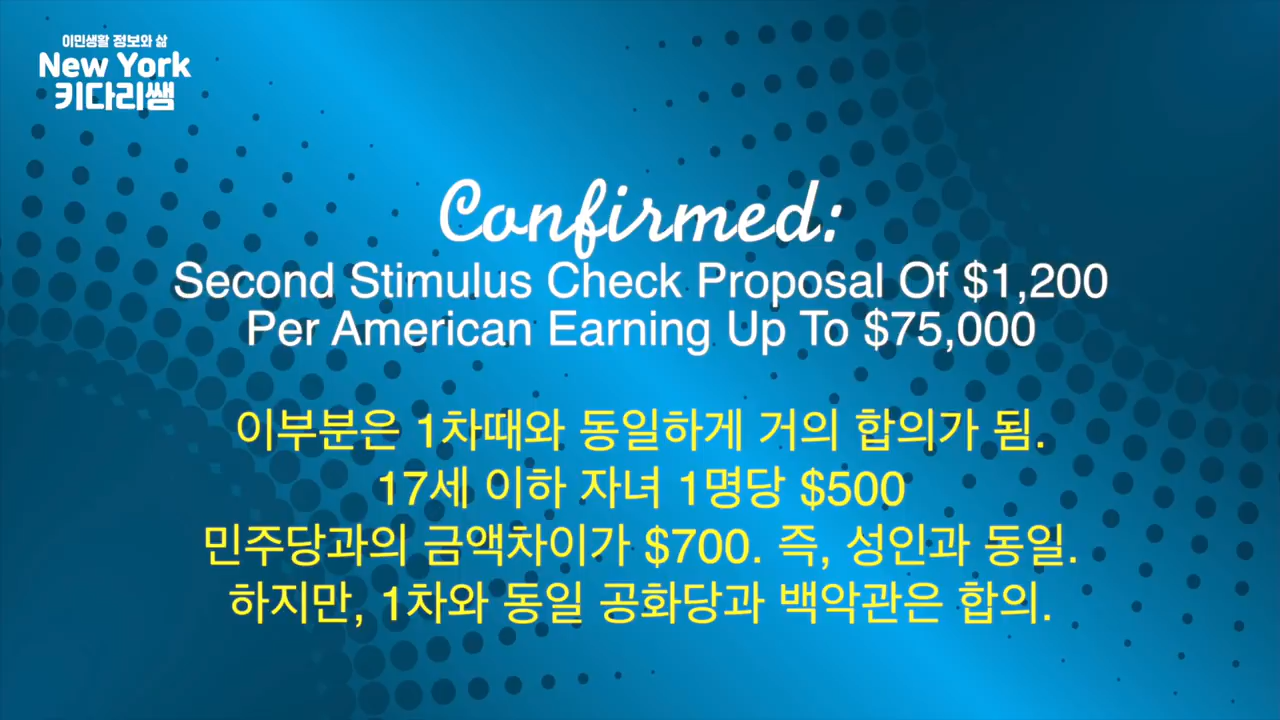 이민생활 정보와 삶
New York
키다리쌤
Confirmed:
Second Stimulus Check Proposal Of $1,200
Per American Earning Up To $75,000
이부분은 1차때와 동일하게 거의 합의가 됨.
17세 이하 자녀 1명당 $500
민주당과의 금액차이가 $700. 즉, 성인과 동일.
하지만, 1차와 동일 공화당과 백악관은 합의.